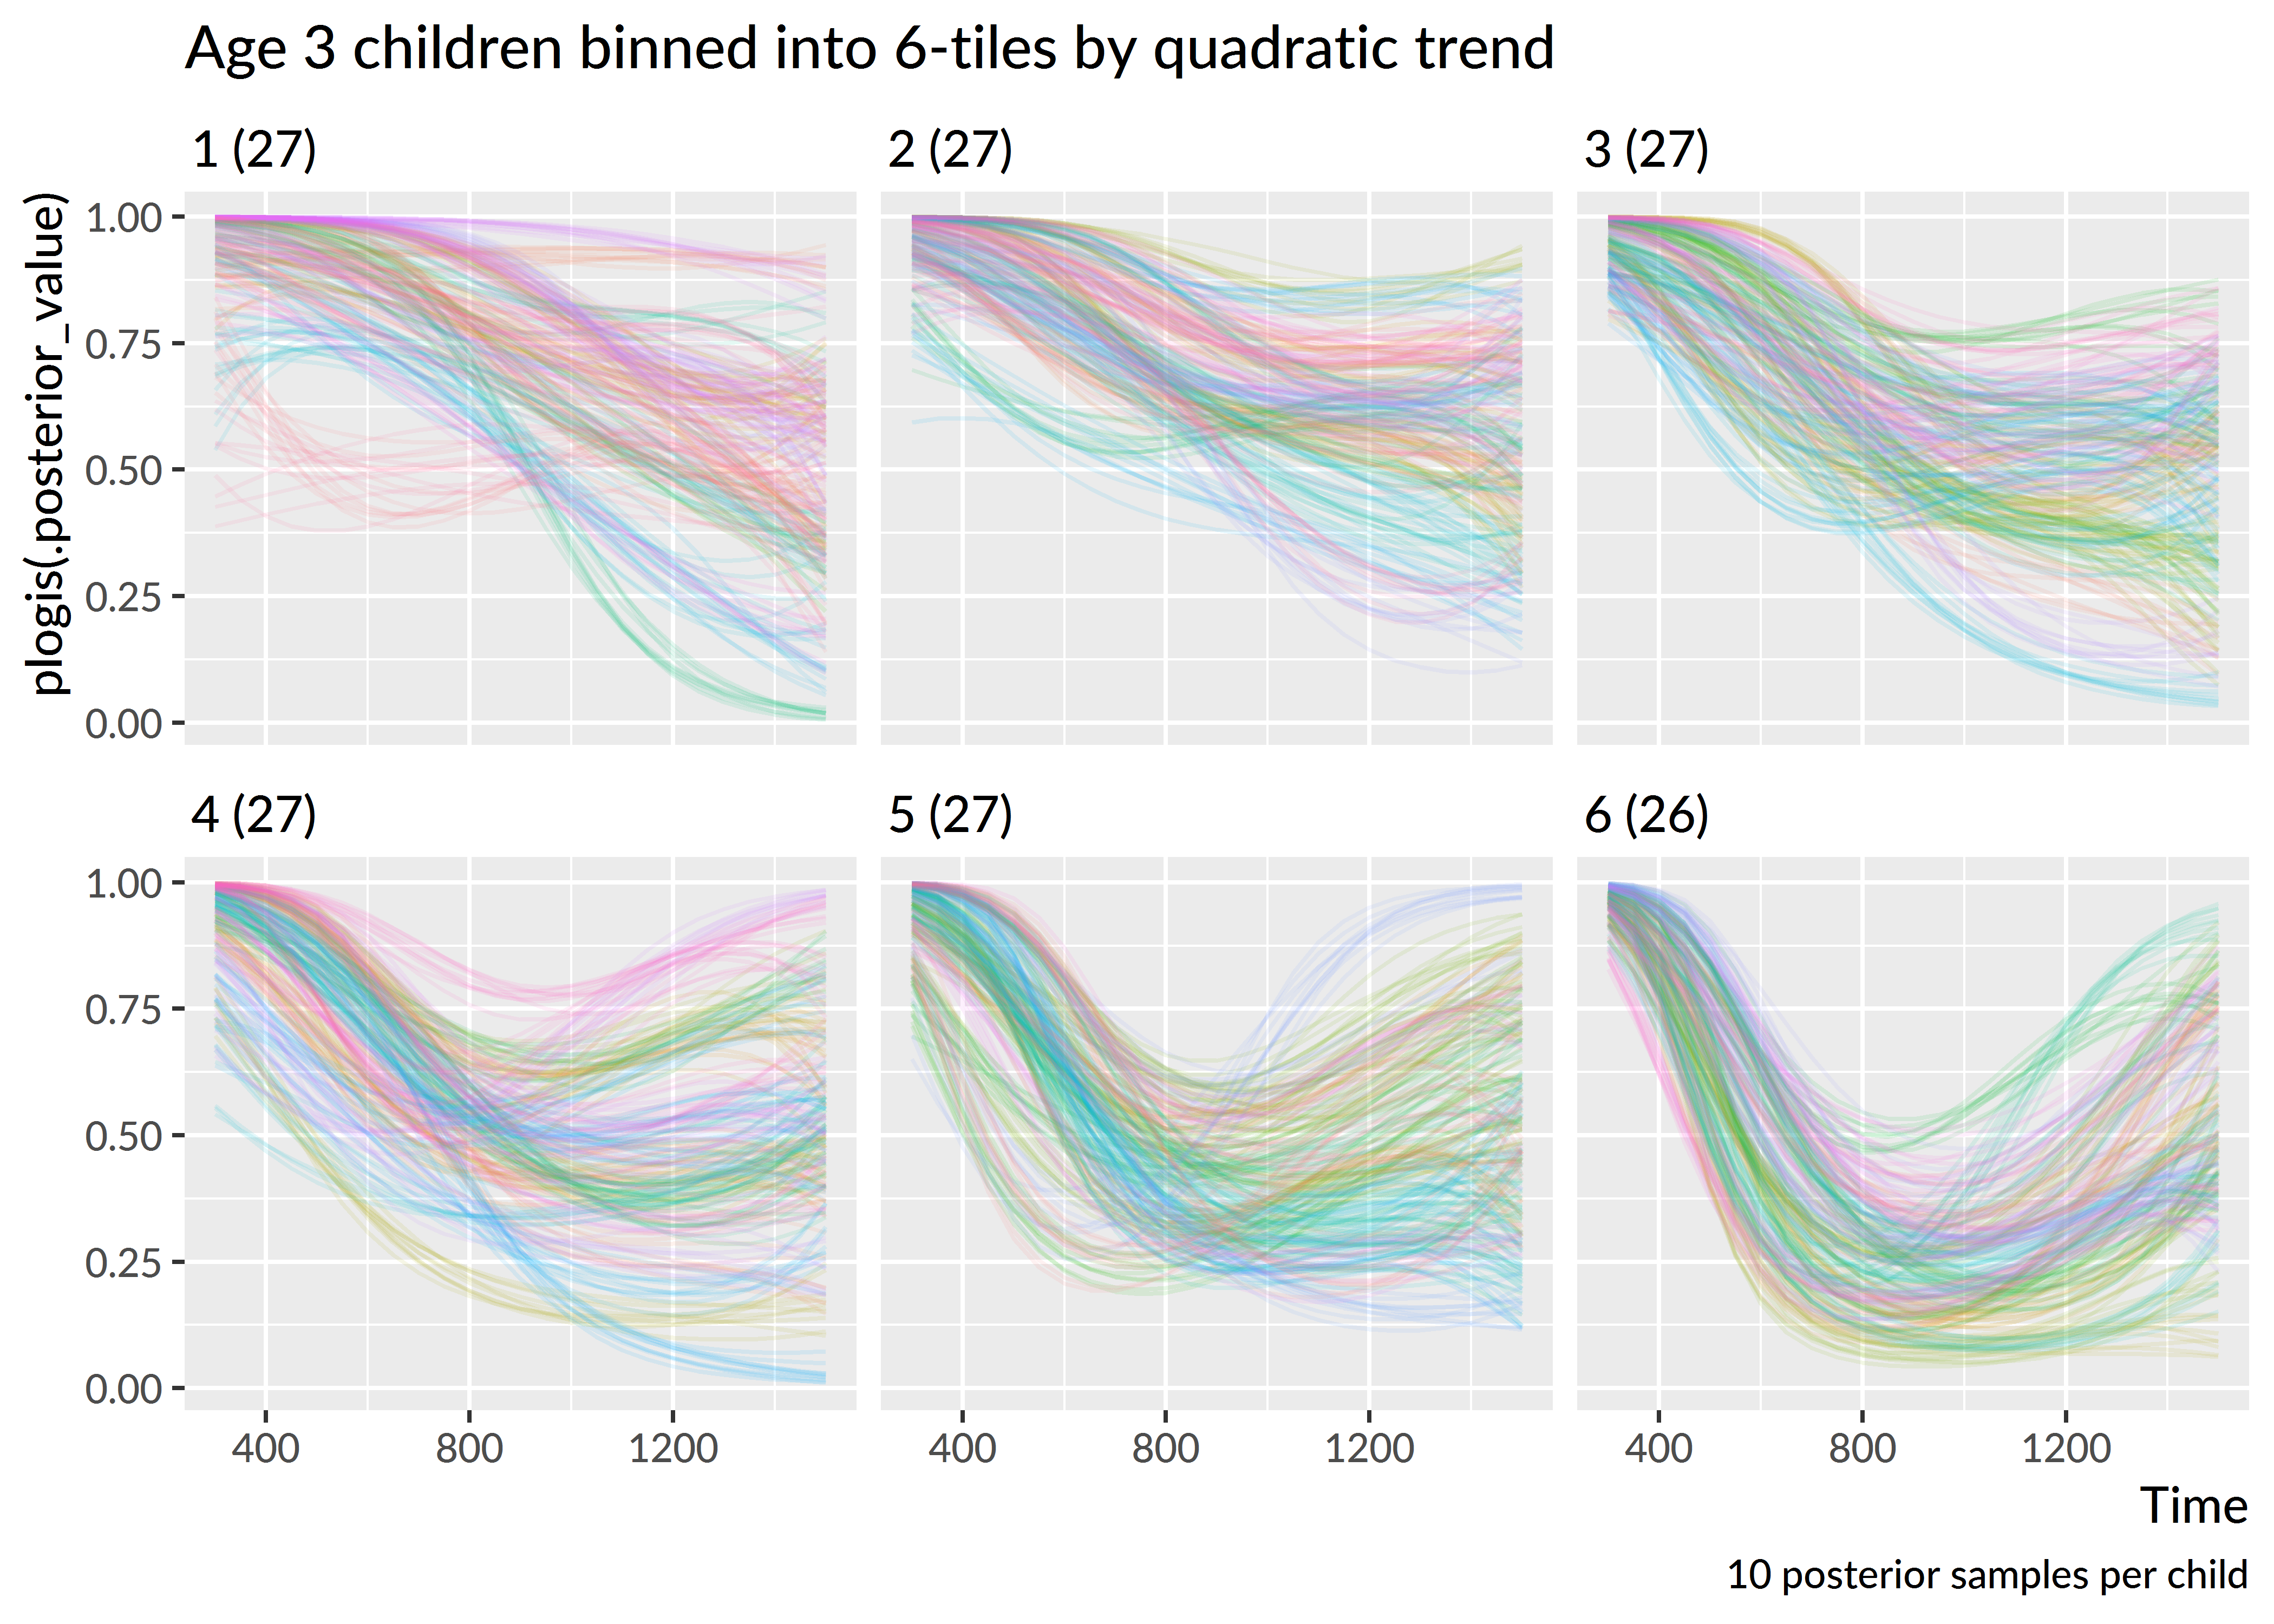 Age 3 children binned into 6-tiles by quadratic trend
1 (27)
2 (27)
3 (27)
plogis(.posterior_value)
1.00
0.75
0.50
0.25
0.00
4 (27)
5 (27)
6 (26)
1.00
0.75
0.50
0.25
0.00
400 800 1200
400 800 1200
400 800 1200
Time
10 posterior samples per child